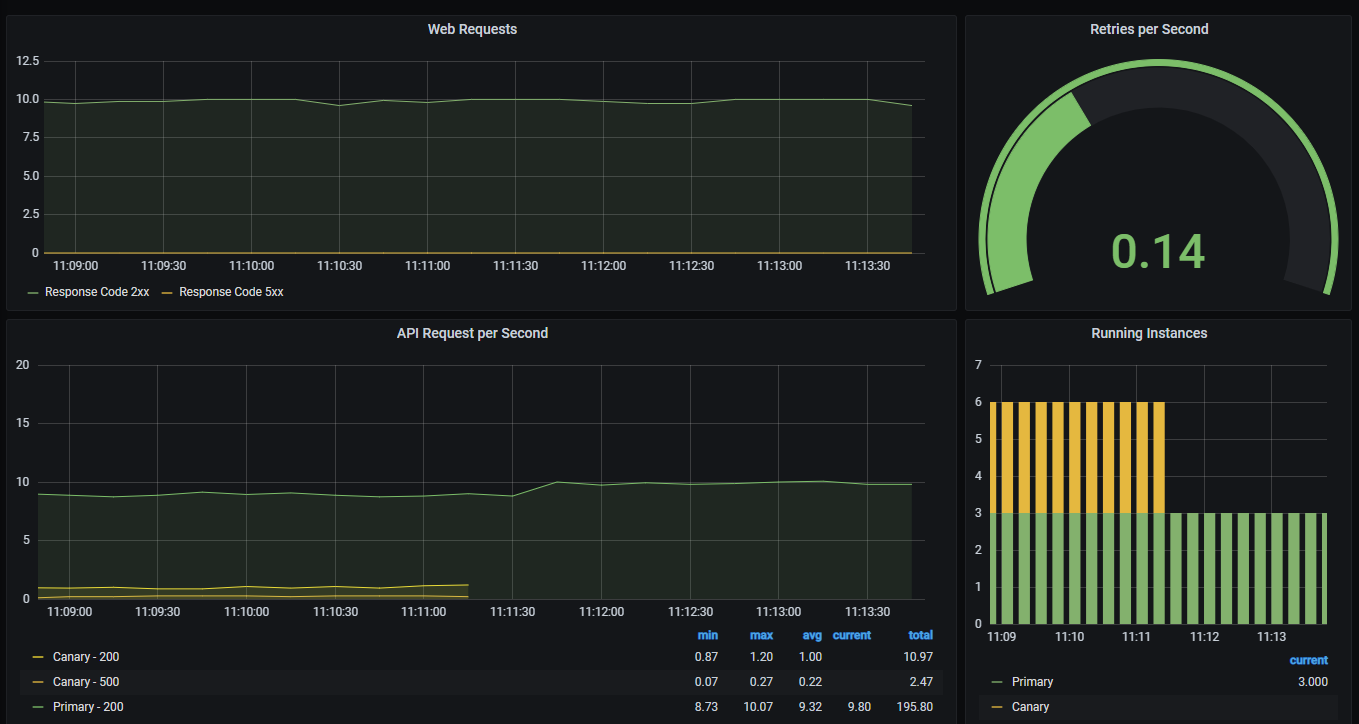 Web Requests
12.5
10.0
7.5
5.0
2.5
0
11:09:00 11:09:30 11:10:00 11:10:30 11:11:00 11:11:30 11:12:00 11:12:30 11:13:00 11:13:30
Response Code 2xx Response Code 5xx
Retries per Second
0.14
API Request per Second
20
15
10
5
0
11:09:00 11:09:30 11:10:00 11:10:30 11:11:00 11:11:30 11:12:00 11:12:30 11:13:00 11:13:30
min max avg current total
Canary - 200 0.87 1.20 1.00 10.97
Canary - 500 0.07 0.27 0.22 2.47
Primary - 200 8.73 10.07 9.32 9.80 195.80
Running Instances
7
6
5
4
3
2
1
0
11:09 11:10 11:11 11:12 11:13
current
Primary 3.000
Canary